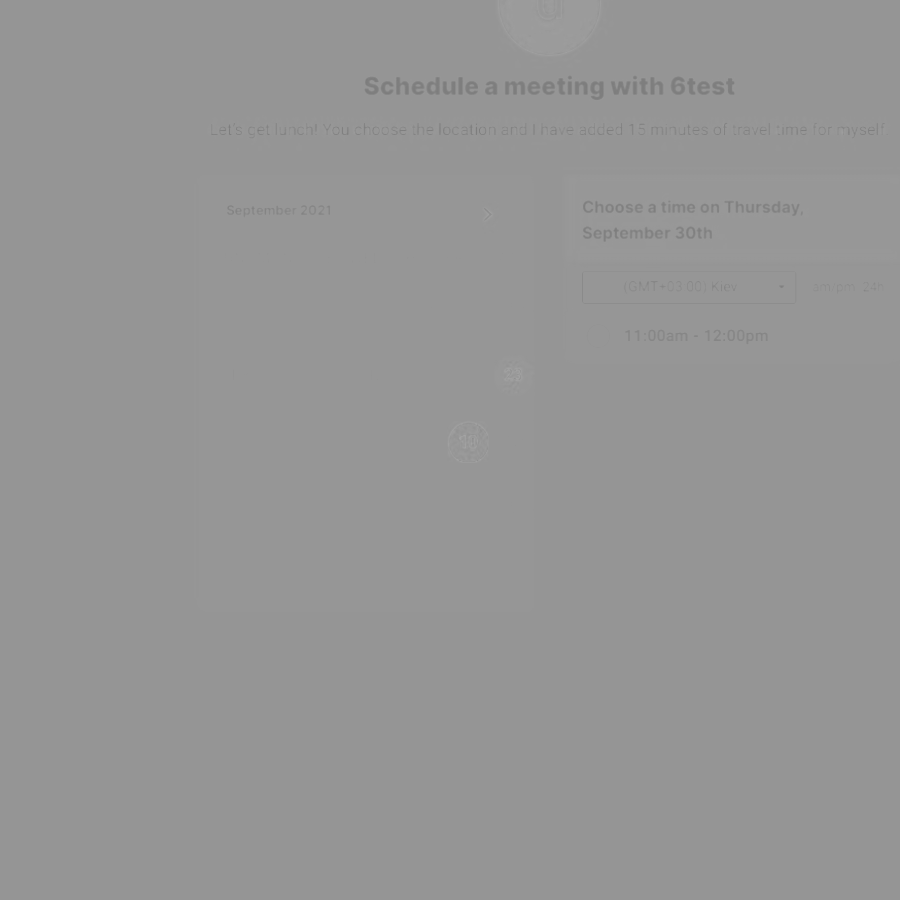 Schedule a meeting with 6test
Let's get lunch! You choose the location and I have added 15 minutes of travel time for myself.
September 2021
Choose a time on Thursday,
September 30th
(GMT+03:00) Kiev
am/pm 24h
11:00am - 12:00pm